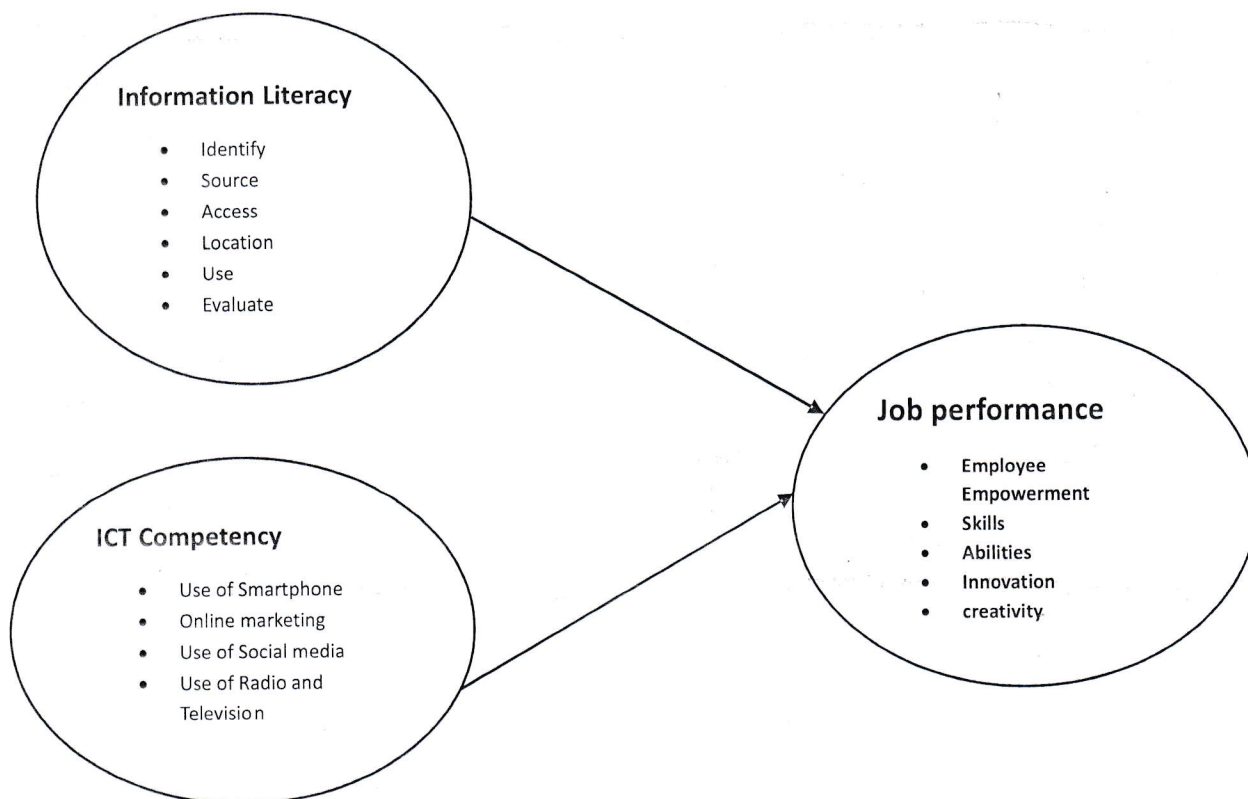 Information Literacy
• Identify
• Source
• Access
• Location
• Use
• Evaluate
ICT Competency
• Use of Smartphone
• Online marketing
• Use of Social media
• Use of Radio and
Television
Job performance
• Employee
Empowerment
• Skills
• Abilities
• Innovation
• creativity